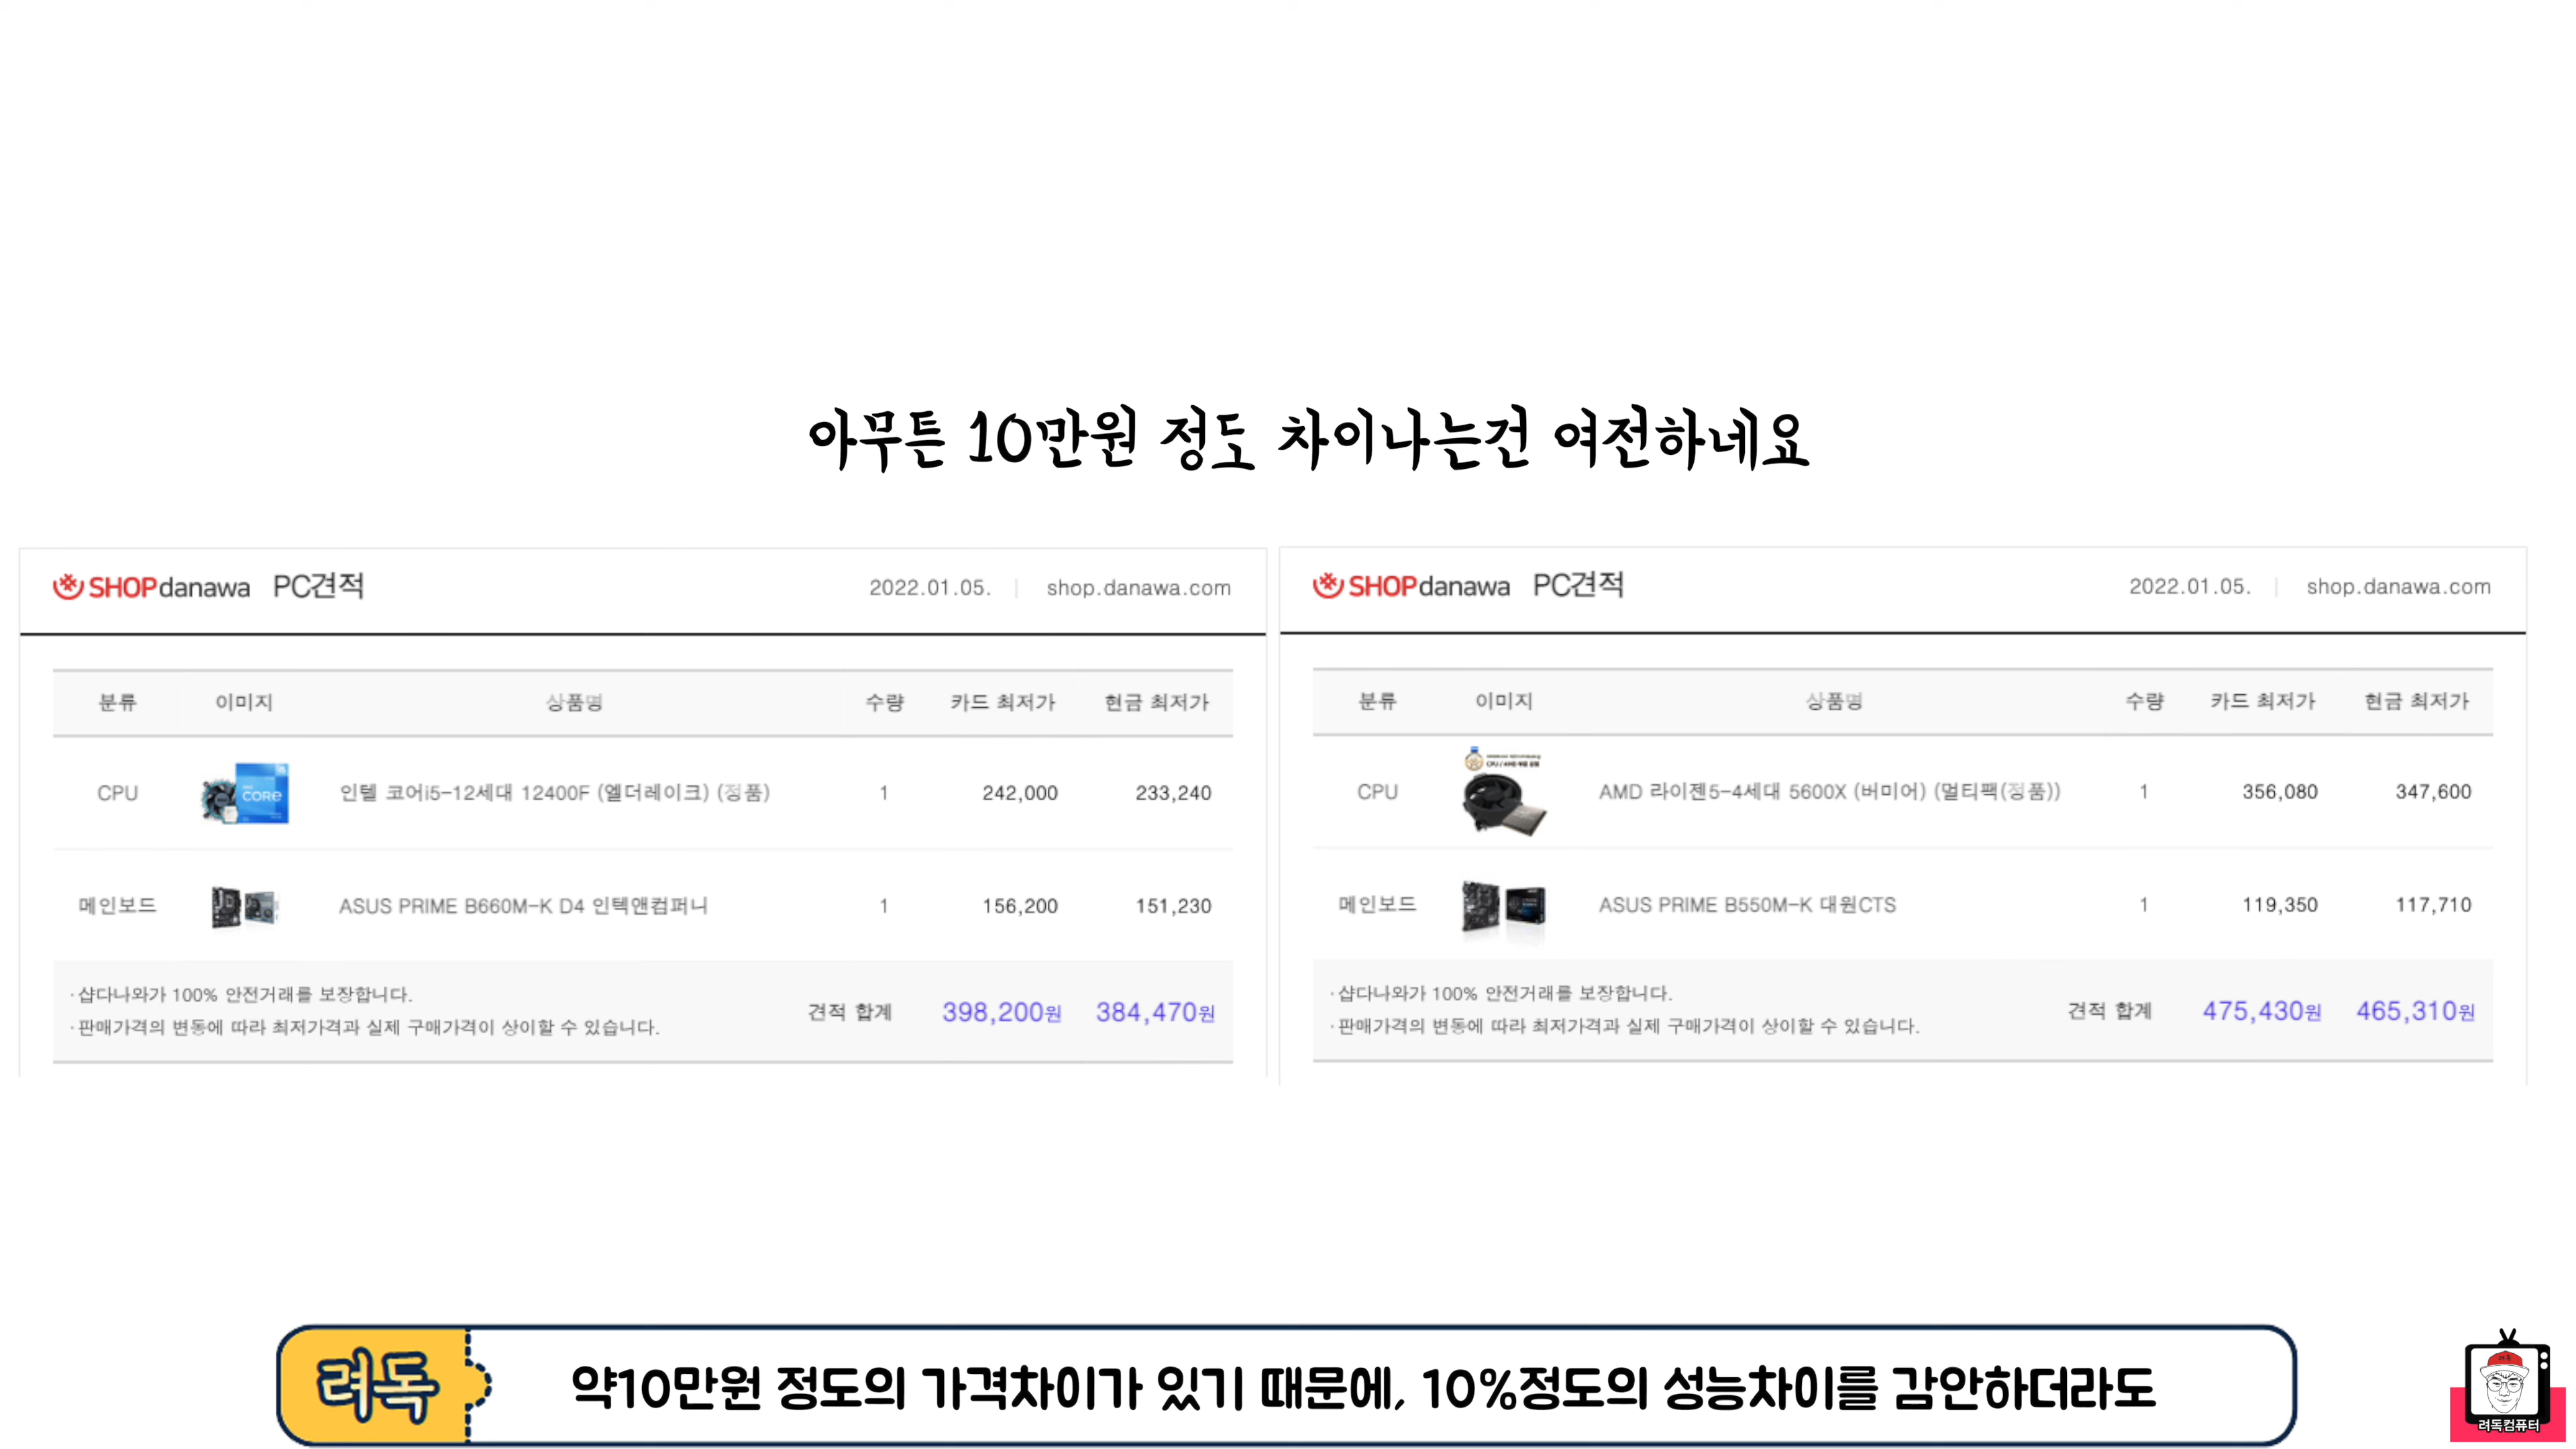 아무튼 10만원 정도 차이나는건 여전하네요
SHOPdanawa PC견적 2022.01.05. | shop.danawa.com
분류 이미지 상품명 수량 카드 최저가 현금 최저가
CPU CORE 인텔 코어i5-12세대 12400F (엘더레이크) (정품) 1 242,000 233,240
메인보드 ASUS PRIME B660M-K D4 인텍앤컴퍼니 1 156,200 151,230
· 샵다나와가 100% 안전거래를 보장합니다.
· 판매가격의 변동에 따라 최저가격과 실제 구매가격이 상이할 수 있습니다.
견적 합계 398,200원 384,470원
SHOPdanawa PC견적 2022.01.05. | shop.danawa.com
분류 이미지 상품명 수량 카드 최저가 현금 최저가
CPU AMD 라이젠5-4세대 5600X (버미어) (멀티팩(정품)) 1 356,080 347,600
메인보드 ASUS PRIME B550M-K 대원CTS 1 119,350 117,710
· 샵다나와가 100% 안전거래를 보장합니다.
· 판매가격의 변동에 따라 최저가격과 실제 구매가격이 상이할 수 있습니다.
견적 합계 475,430원 465,310원
려독 약10만원 정도의 가격차이가 있기 때문에, 10%정도의 성능차이를 감안하더라도
려독컴퓨터